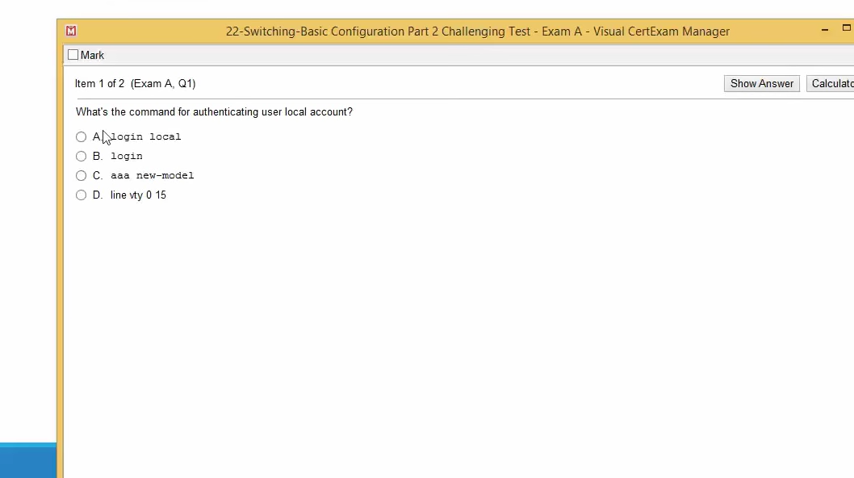 22-Switching-Basic Configuration Part 2 Challenging Test - Exam A - Visual CertExam Manager
Mark
Item 1 of 2 (Exam A, Q1)
Show Answer
Calculato
What's the command for authenticating user local account?
A. login local
B. login
C. aaa new-model
D. line vty 0 15